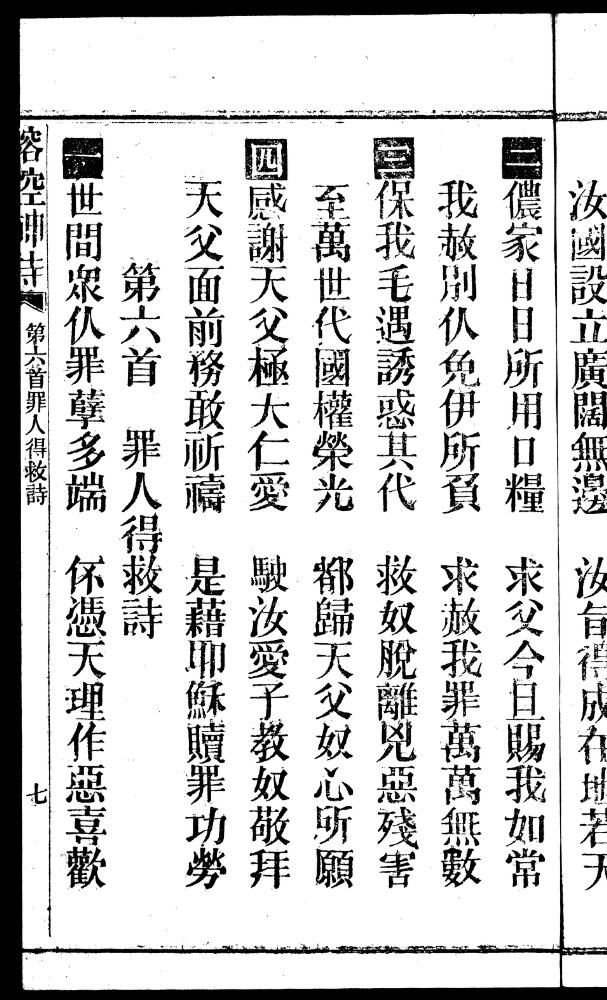 汝國設立廣闊無邊　汝旨得成在地若天
二 儂家日日所用口糧　求父今旦賜我如常
我赦別仈免伊所負　求赦我罪萬萬無數
三 保我毛遇誘惑其代　救奴脫離兇惡殘害
至萬世代國權榮光　都歸天父奴心所願
四 感謝天父極大仁愛　駛汝愛子教奴敬拜
天父面前務敢祈禱　是藉耶穌贖罪功勞
第六首　罪人得救詩
一 世間衆仈罪孽多端　伓憑天理作惡喜歡
榕空神詩　第六首罪人得救詩　七